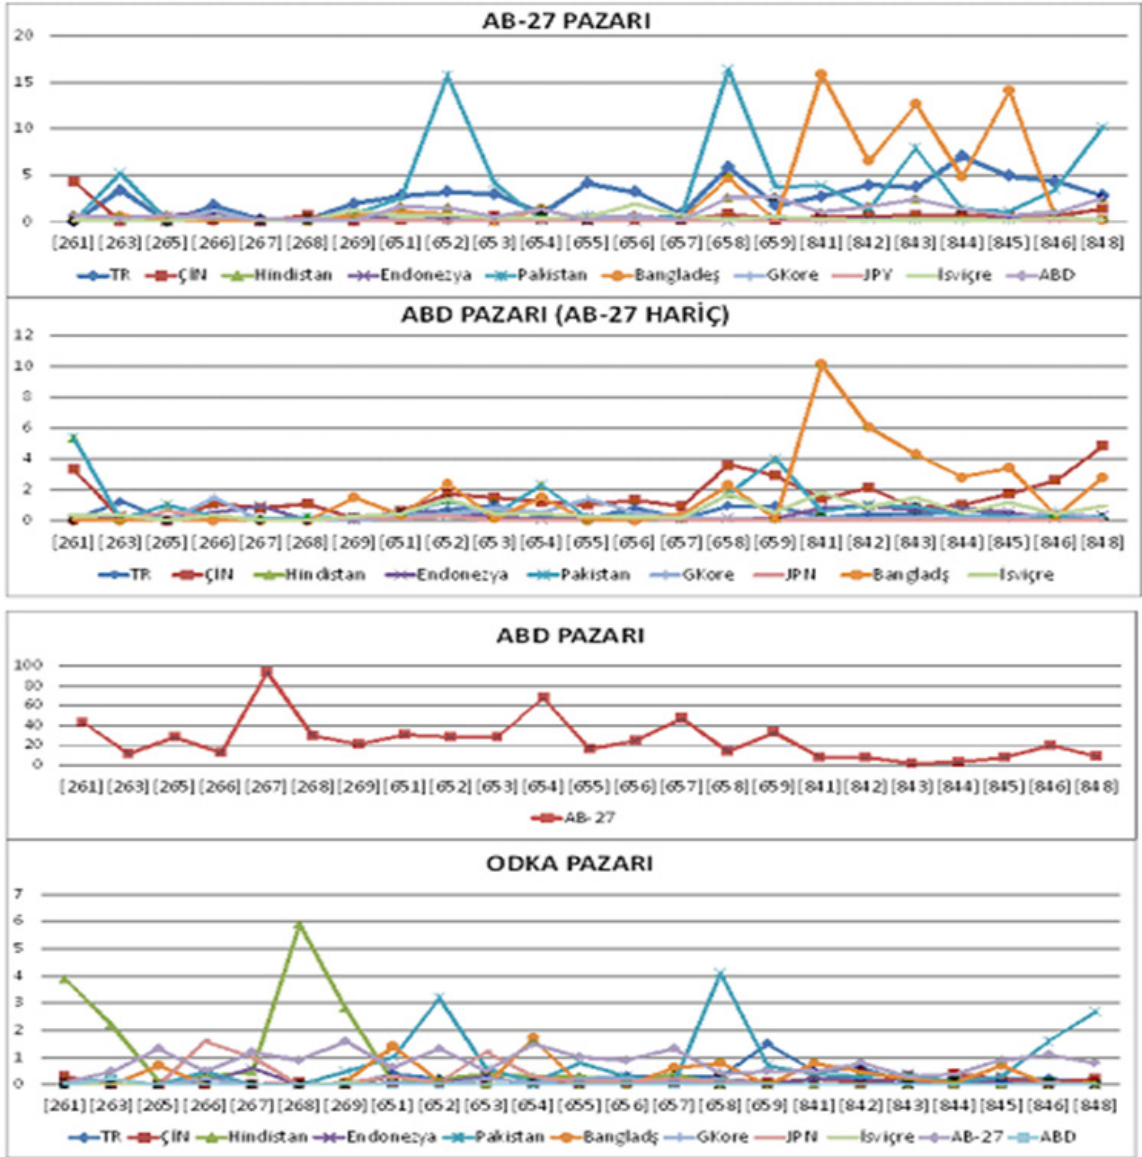 AB-27 PAZARI
20
15
10
5
0
[261] [263] [265] [266] [267] [268] [269] [651] [652] [653] [654] [655] [656] [657] [658] [659] [841] [842] [843] [844] [845] [846] [848]
TR ÇİN Hindistan Endonezya Pakistan Bangladeş GKore JPY İsviçre ABD
ABD PAZARI (AB-27 HARİÇ)
12
10
8
6
4
2
0
[261] [263] [265] [266] [267] [268] [269] [651] [652] [653] [654] [655] [656] [657] [658] [659] [841] [842] [843] [844] [845] [846] [848]
TR ÇİN Hindistan Endonezya Pakistan GKore JPN Bangladş İsviçre
ABD PAZARI
100
80
60
40
20
0
[261] [263] [265] [266] [267] [268] [269] [651] [652] [653] [654] [655] [656] [657] [658] [659] [841] [842] [843] [844] [845] [846] [848]
AB-27
ODKA PAZARI
7
6
5
4
3
2
1
0
[261] [263] [265] [266] [267] [268] [269] [651] [652] [653] [654] [655] [656] [657] [658] [659] [841] [842] [843] [844] [845] [846] [848]
TR ÇİN Hindistan Endonezya Pakistan Bangladş GKore JPN İsviçre AB-27 ABD